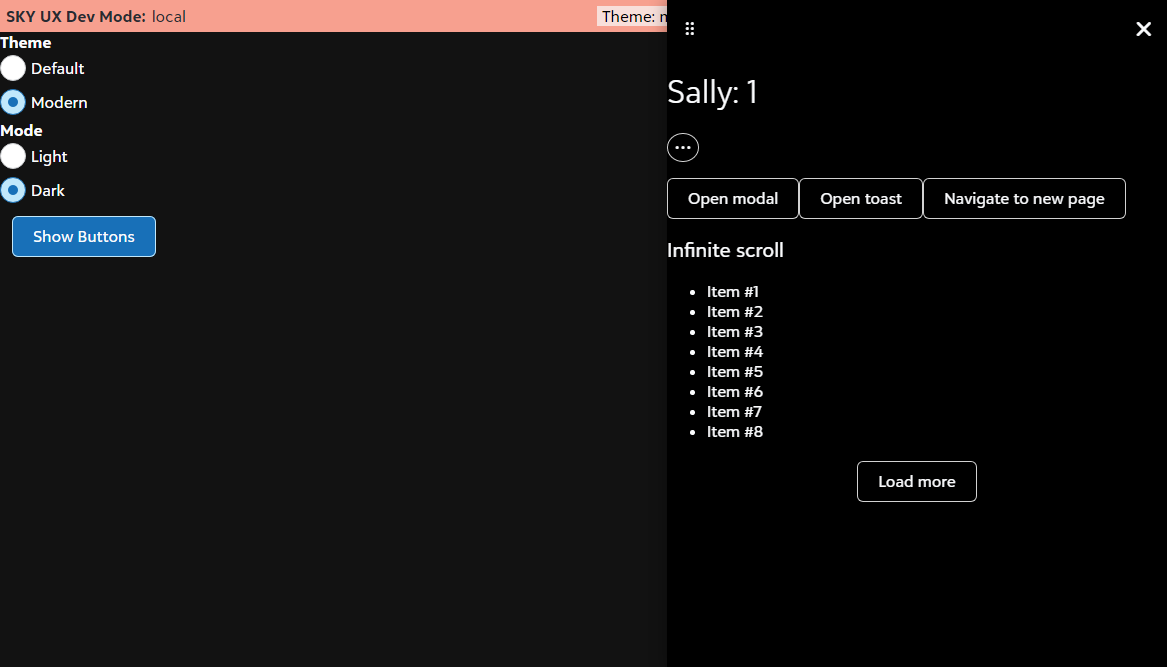 SKY UX Dev Mode: local
Theme:
Theme
Default
Modern
Mode
Light
Dark
Show Buttons
Sally: 1
Open modal
Open toast
Navigate to new page
Infinite scroll
Item #1
Item #2
Item #3
Item #4
Item #5
Item #6
Item #7
Item #8
Load more